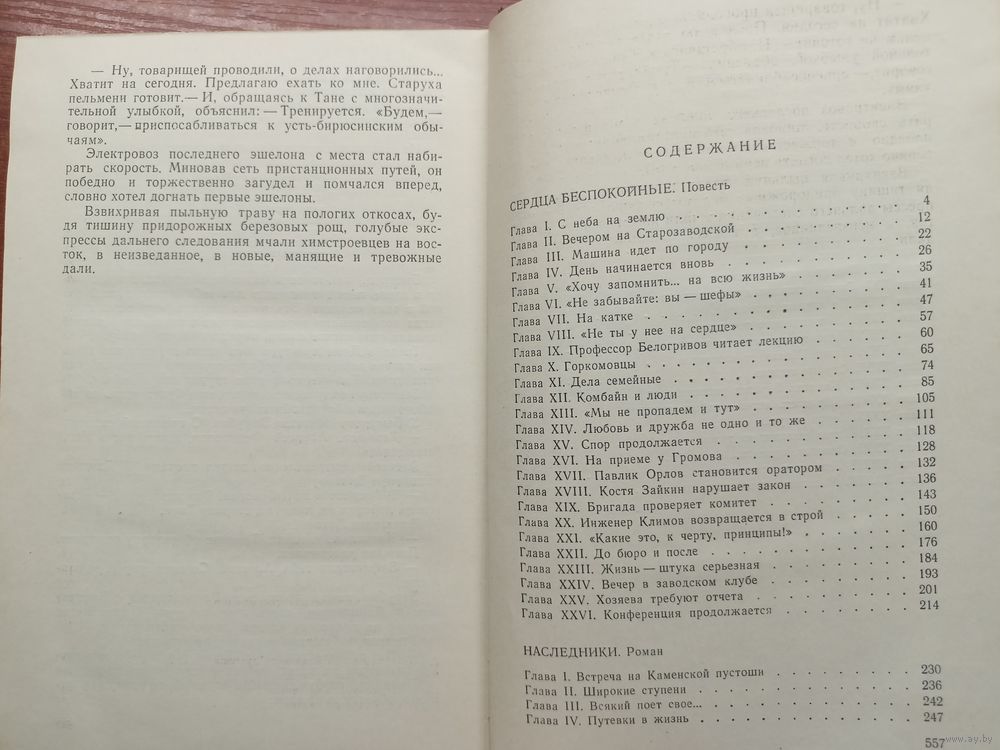 — Ну, товарищей проводили, о делах наговорились...
Хватит на сегодня. Предлагаю ехать ко мне. Старуха
пельмени готовит.— И, обращаясь к Тане с многозначи-
тельной улыбкой, объяснил: — Тренируется. «Будем,—
говорит,— приспосабливаться к усть-бирюсинским обы-
чаям».
Электровоз последнего эшелона с места стал наби-
рать скорость. Миновав сеть пристанционных путей, он
победно и торжественно загудел и помчался вперед,
словно хотел догнать первые эшелоны.
Взвихривая пыльную траву на пологих откосах, бу-
дя тишину придорожных березовых рощ, голубые экс-
прессы дальнего следования мчали химстроевцев на вос-
ток, в неизведанное, в новые, манящие и тревожные
дали.
СОДЕРЖАНИЕ
СЕРДЦА БЕСПОКОЙНЫЕ. Повесть
Глава I. С неба на землю . . . . . . . . . . 4
Глава II. Вечером на Старозаводской . . . . . . . 12
Глава III. Машина идет по городу . . . . . . . 22
Глава IV. День начинается вновь . . . . . . . . 26
Глава V. «Хочу запомнить... на всю жизнь» . . . . . 35
Глава VI. «Не забывайте: вы — шефы» . . . . . . 41
Глава VII. На катке . . . . . . . . . . 47
Глава VIII. «Не ты у нее на сердце» . . . . . . 57
Глава IX. Профессор Белогривов читает лекцию . . . . 60
Глава X. Горкомовцы . . . . . . . . . . 65
Глава XI. Дела семейные . . . . . . . . . 74
Глава XII. Комбайн и люди . . . . . . . . 85
Глава XIII. «Мы не пропадем и тут» . . . . . . 105
Глава XIV. Любовь и дружба не одно и то же . . . . 111
Глава XV. Спор продолжается . . . . . . . . 118
Глава XVI. На приеме у Громова . . . . . . . 128
Глава XVII. Павлик Орлов становится оратором . . . . 132
Глава XVIII. Костя Зайкин нарушает закон . . . . . 136
Глава XIX. Бригада проверяет комитет . . . . . . 143
Глава XX. Инженер Климов возвращается в строй . . . . 150
Глава XXI. «Какие это, к черту, принципы!» . . . . . 160
Глава XXII. До бюро и после . . . . . . . . 176
Глава XXIII. Жизнь — штука серьезная . . . . . . 184
Глава XXIV. Вечер в заводском клубе . . . . . . 193
Глава XXV. Хозяева требуют отчета . . . . . . . 201
Глава XXVI. Конференция продолжается . . . . . . 214
НАСЛЕДНИКИ. Роман
Глава I. Встреча на Каменской пустоши . . . . . . 230
Глава II. Широкие ступени . . . . . . . . . 236
Глава III. Всякий поет свое... . . . . . . . . 242
Глава IV. Путевки в жизнь . . . . . . . . . 247
557
www.ay.by